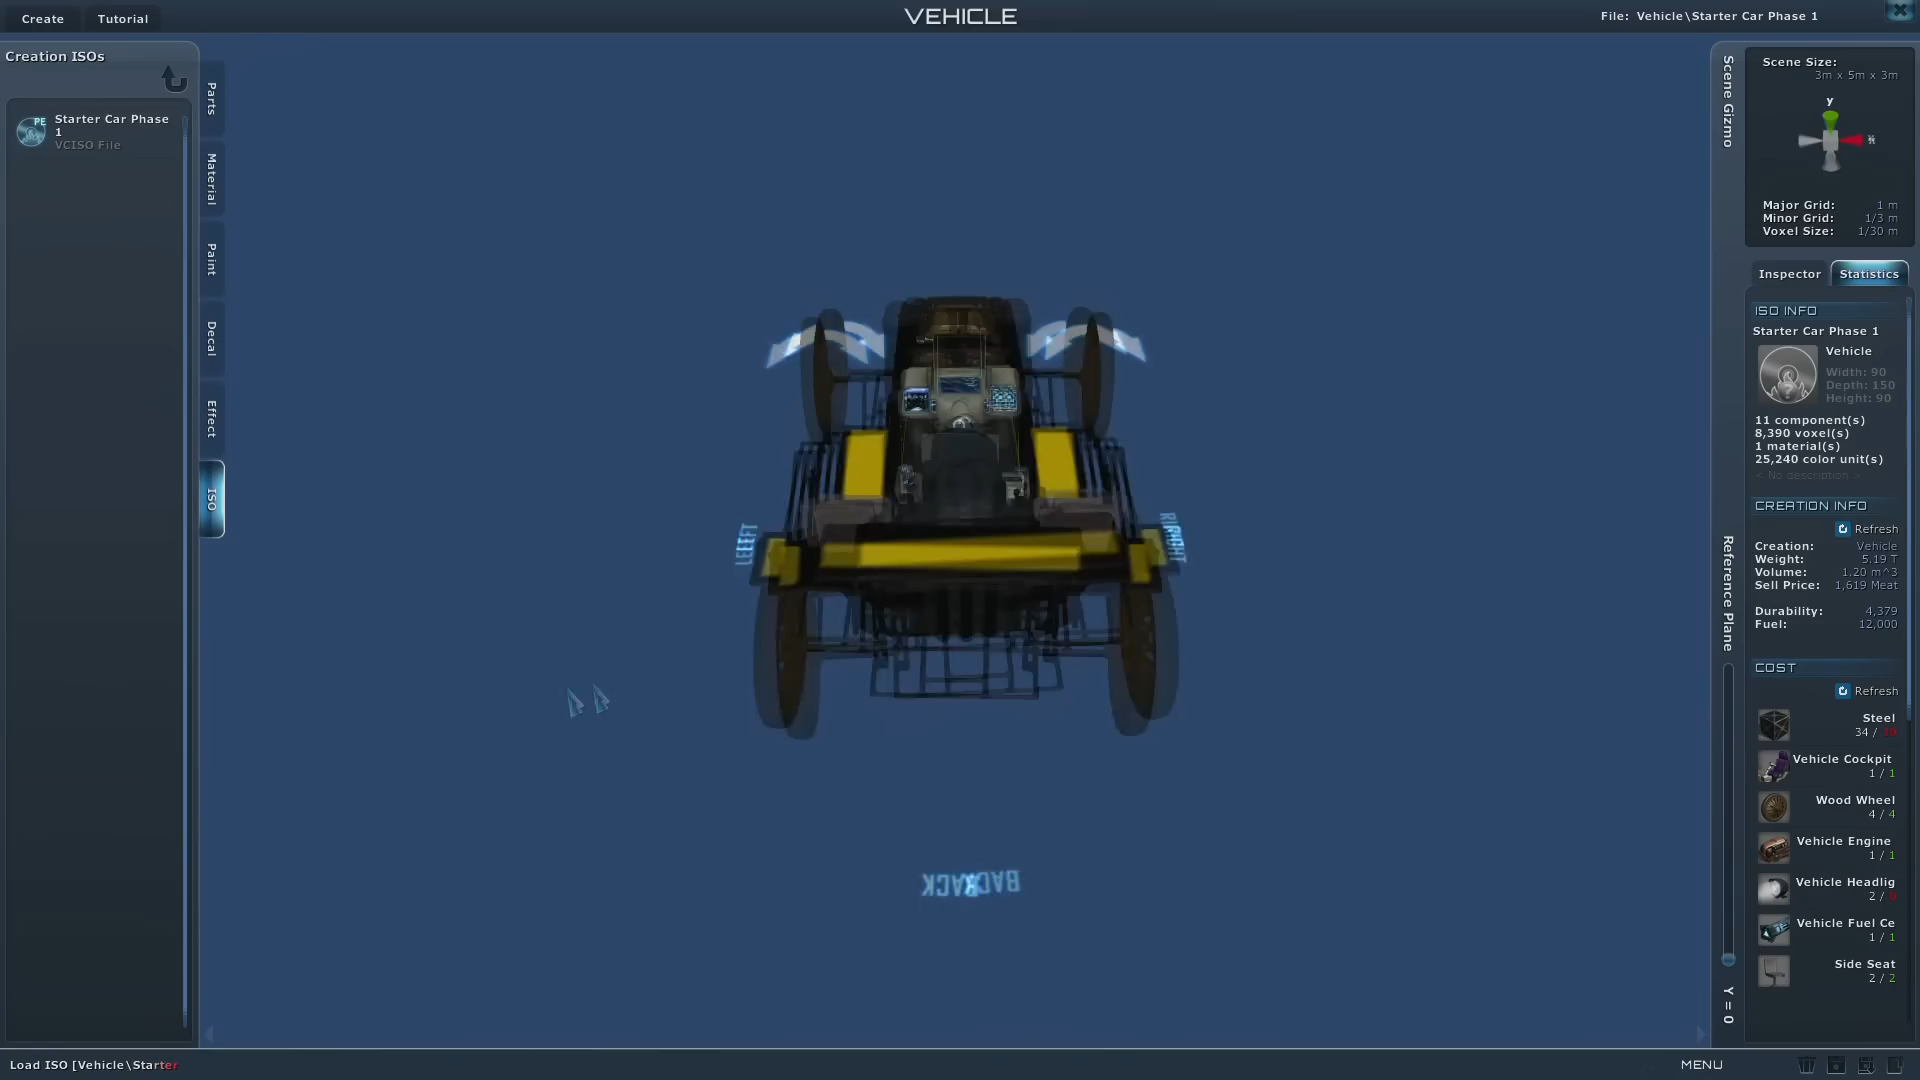 Create
Tutorial
VEHICLE
File: Vehicle\Starter Car Phase 1
Creation ISOs
Starter Car Phase
1
VCISO File
PE
Parts
Material
Paint
Decal
Effect
ISO
Scene Gizmo
Scene Size:
3m x 5m x 3m
y
Major Grid: 1 m
Minor Grid: 1/3 m
Voxel Size: 1/30 m
Inspector
Statistics
ISO INFO
Starter Car Phase 1
Vehicle
Width: 90
Depth: 150
Height: 90
11 component(s)
8,390 voxel(s)
1 material(s)
25,240 color unit(s)
< No description >
CREATION INFO
Refresh
Creation: Vehicle
Weight: 5.19 T
Volume: 1.20 m^3
Sell Price: 1,619 Meat
Durability: 4,379
Fuel: 12,000
COST
Refresh
Steel
34 /
Vehicle Cockpit
1 / 1
Wood Wheel
4 / 4
Vehicle Engine
1 / 1
Vehicle Headlig
2 / 0
Vehicle Fuel Ce
1 / 1
Side Seat
2 / 2
Reference Plane
Y = 0
Load ISO [Vehicle\Starter
MENU